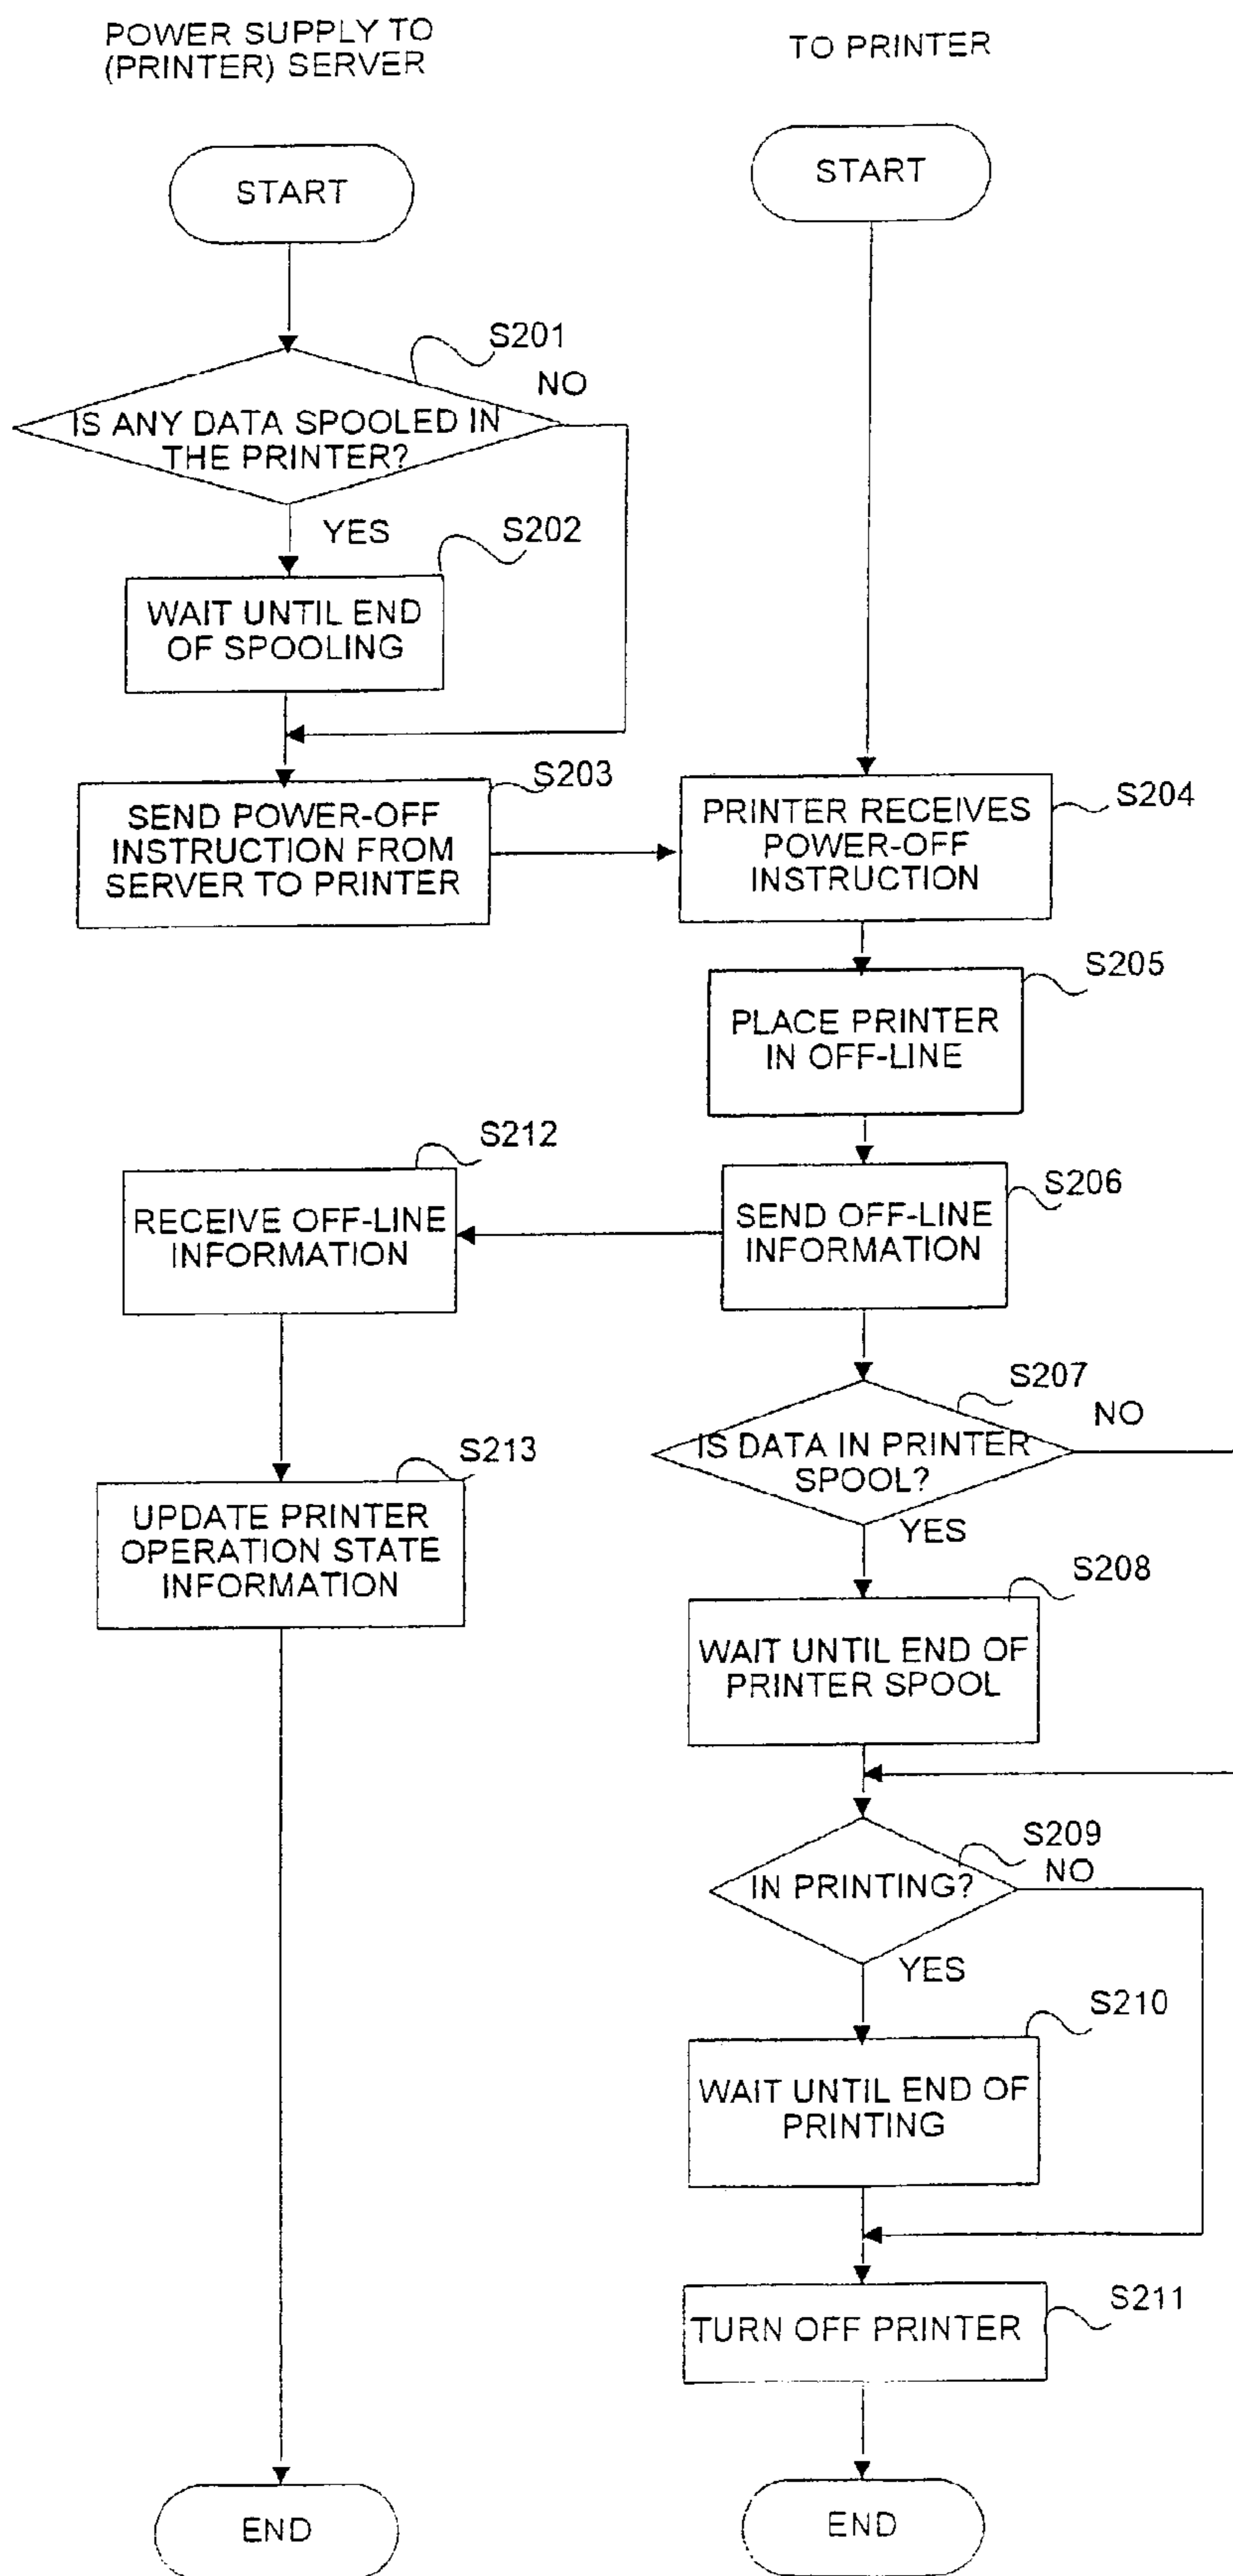 POWER SUPPLY TO
(PRINTER) SERVER
TO PRINTER
START
START
S201
NO
IS ANY DATA SPOOLED IN
THE PRINTER?
YES
S202
WAIT UNTIL END
OF SPOOLING
S203
SEND POWER-OFF
INSTRUCTION FROM
SERVER TO PRINTER
S204
PRINTER RECEIVES
POWER-OFF
INSTRUCTION
S205
PLACE PRINTER
IN OFF-LINE
S212
RECEIVE OFF-LINE
INFORMATION
S206
SEND OFF-LINE
INFORMATION
S207
NO
IS DATA IN PRINTER
SPOOL?
YES
S213
UPDATE PRINTER
OPERATION STATE
INFORMATION
S208
WAIT UNTIL END OF
PRINTER SPOOL
S209
NO
IN PRINTING?
YES
S210
WAIT UNTIL END OF
PRINTING
S211
TURN OFF PRINTER
END
END